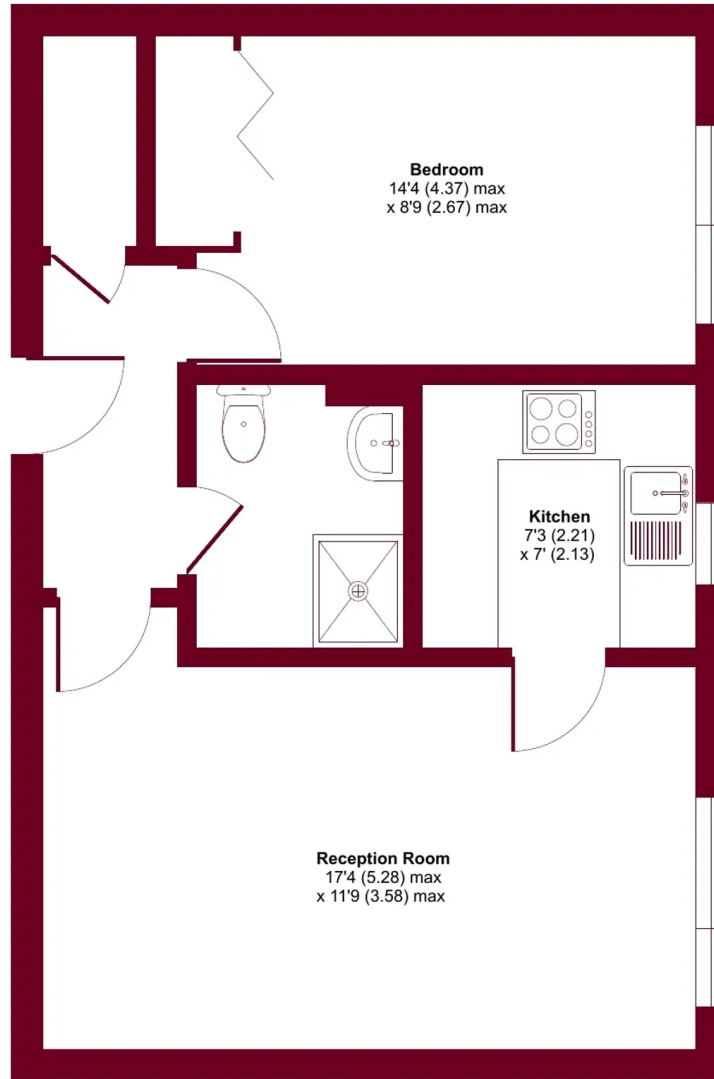 Bedroom
14'4 (4.37) max
x 8'9 (2.67) max
Kitchen
7'3 (2.21)
x 7' (2.13)
Reception Room
17'4 (5.28) max
x 11'9 (3.58) max